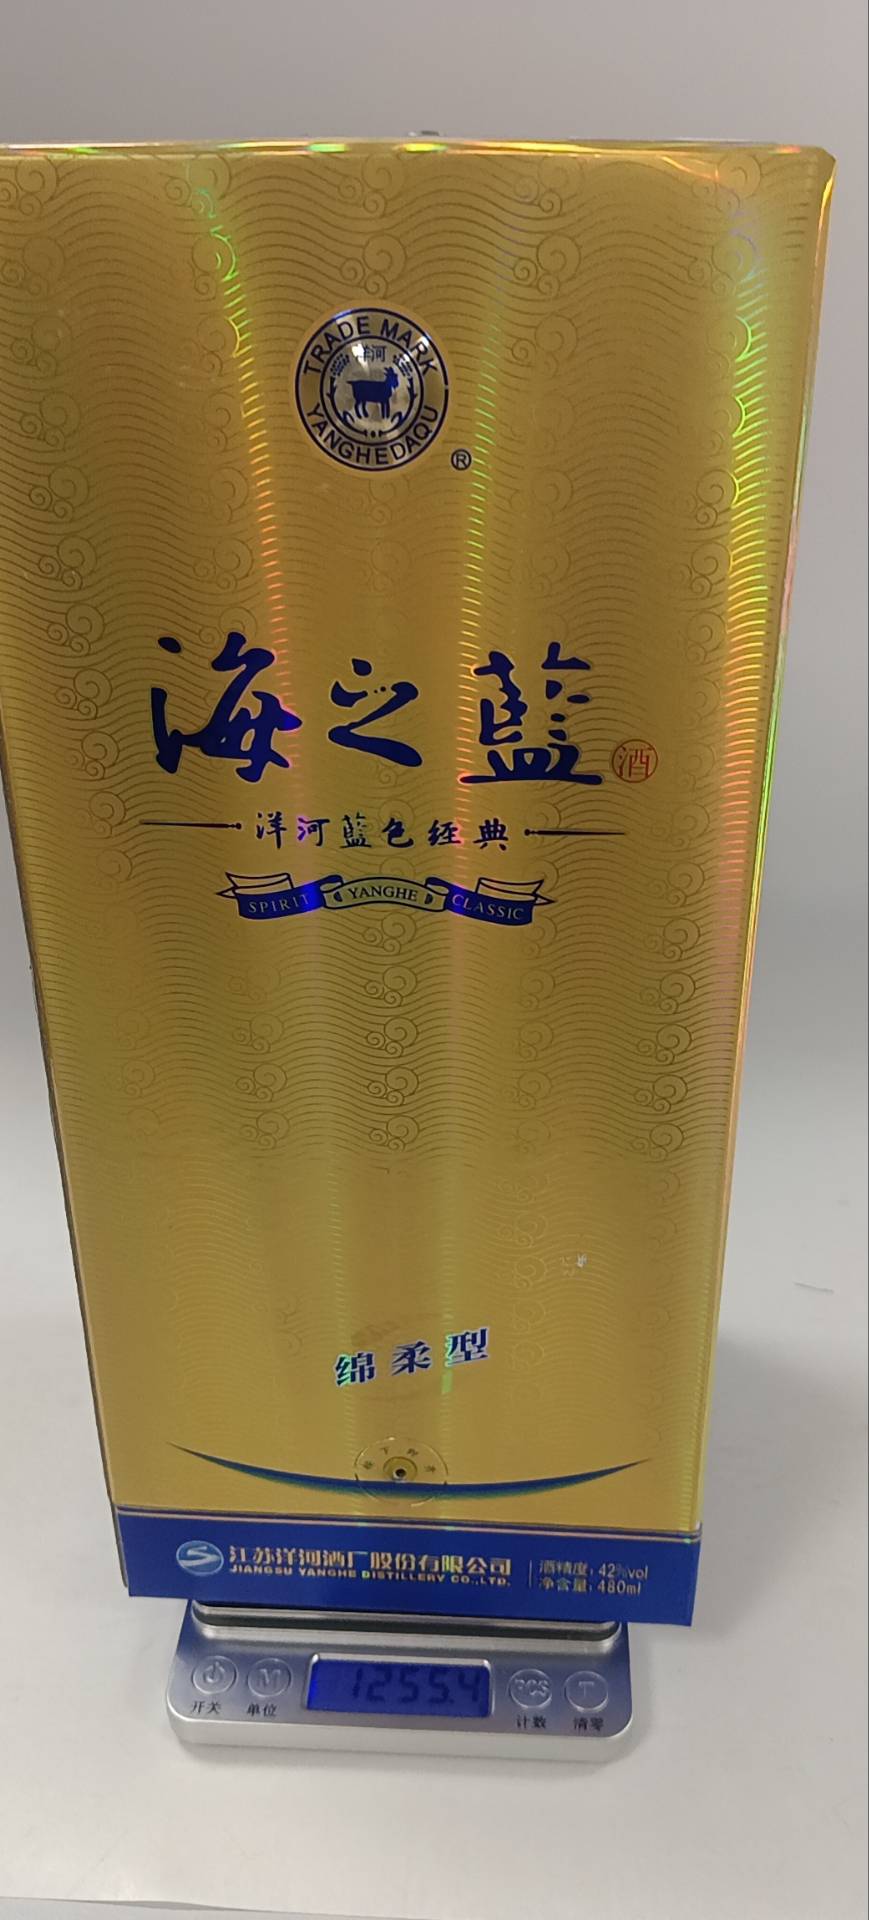 TRADE MARK
洋河
YANGHEDAQU
®
海之藍
酒
洋河蓝色经典
SPIRIT YANGHE CLASSIC
绵柔型
江苏洋河酒厂股份有限公司
JIANGSU YANGHE DISTILLERY CO.,LTD.
酒精度:42%vol
净含量:480ml
1255.4
M PCS T
开关 单位 计数 清零